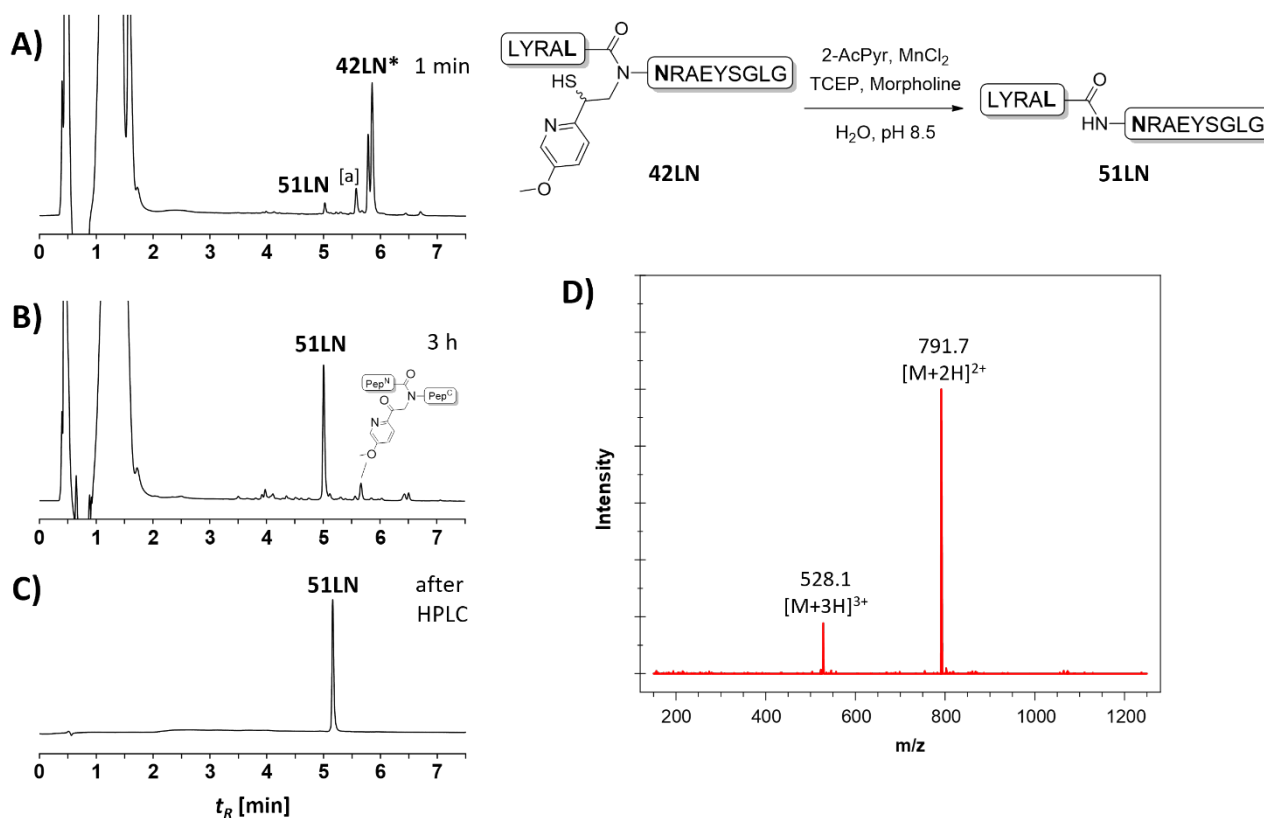 A)
42LN* 1 min
51LN
[a]
0 1 2 3 4 5 6 7
LYRAL
O
N
NRAEYSGLG
HS
N
O
42LN
2-AcPyr, MnCl₂
TCEP, Morpholine
H₂O, pH 8.5
LYRAL
O
HN
NRAEYSGLG
51LN
B)
51LN
3 h
Pepᴺ
O
N
Pepᶜ
O
N
O
0 1 2 3 4 5 6 7
C)
51LN
after
HPLC
0 1 2 3 4 5 6 7
tR [min]
D)
Intensity
791.7
[M+2H]²⁺
528.1
[M+3H]³⁺
200 400 600 800 1000 1200
m/z